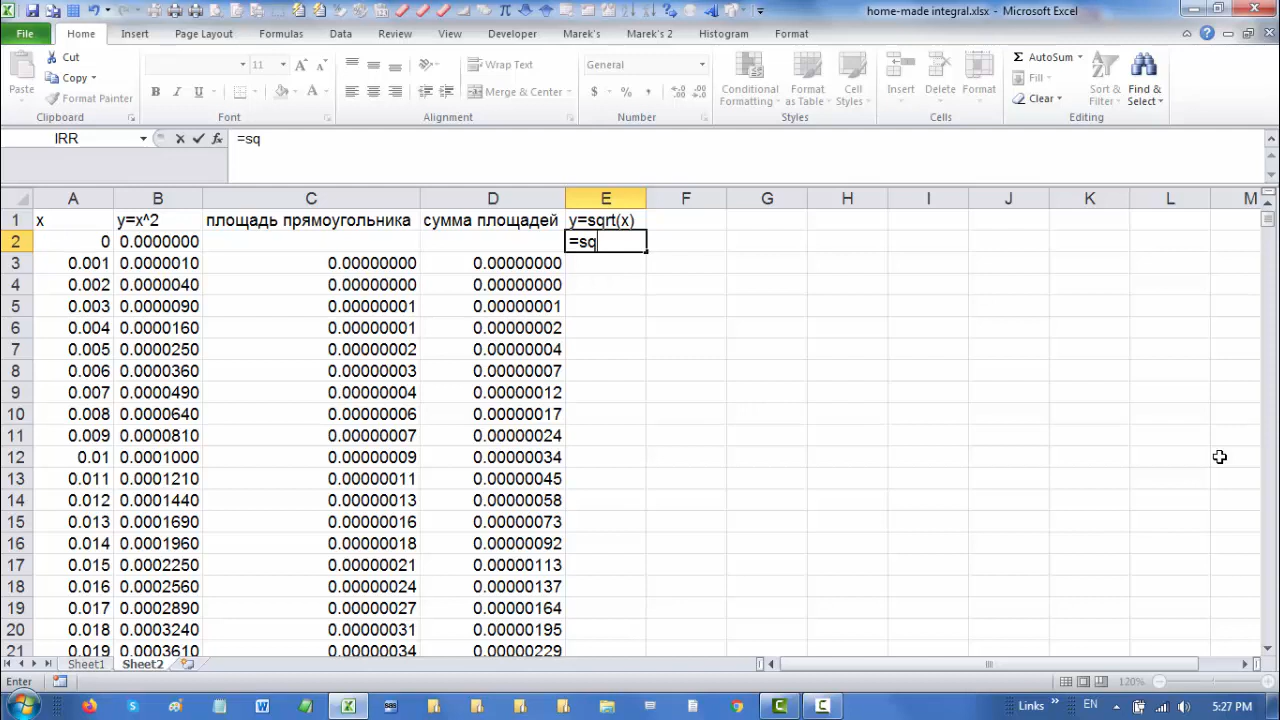 home-made integral.xlsx - Microsoft Excel
File Home Insert Page Layout Formulas Data Review View Developer Marek's Marek's 2 Histogram Format
Paste
Cut
Copy
Format Painter
Clipboard
11
Font
Wrap Text
Merge & Center
Alignment
General
Number
Conditional Formatting
Format as Table
Cell Styles
Styles
Insert Delete Format
Cells
AutoSum
Fill
Clear
Sort & Filter
Find & Select
Editing
IRR =sq
A B C D E F G H I J K L M
1 x y=x^2 площадь прямоугольника сумма площадей y=sqrt(x)
2 0 0.0000000 =sq
3 0.001 0.0000010 0.00000000 0.00000000
4 0.002 0.0000040 0.00000000 0.00000000
5 0.003 0.0000090 0.00000001 0.00000001
6 0.004 0.0000160 0.00000001 0.00000002
7 0.005 0.0000250 0.00000002 0.00000004
8 0.006 0.0000360 0.00000003 0.00000007
9 0.007 0.0000490 0.00000004 0.00000012
10 0.008 0.0000640 0.00000006 0.00000017
11 0.009 0.0000810 0.00000007 0.00000024
12 0.01 0.0001000 0.00000009 0.00000034
13 0.011 0.0001210 0.00000011 0.00000045
14 0.012 0.0001440 0.00000013 0.00000058
15 0.013 0.0001690 0.00000016 0.00000073
16 0.014 0.0001960 0.00000018 0.00000092
17 0.015 0.0002250 0.00000021 0.00000113
18 0.016 0.0002560 0.00000024 0.00000137
19 0.017 0.0002890 0.00000027 0.00000164
20 0.018 0.0003240 0.00000031 0.00000195
21 0.019 0.0003610 0.00000034 0.00000229
Sheet1 Sheet2
Enter 120%
Links EN 5:27 PM